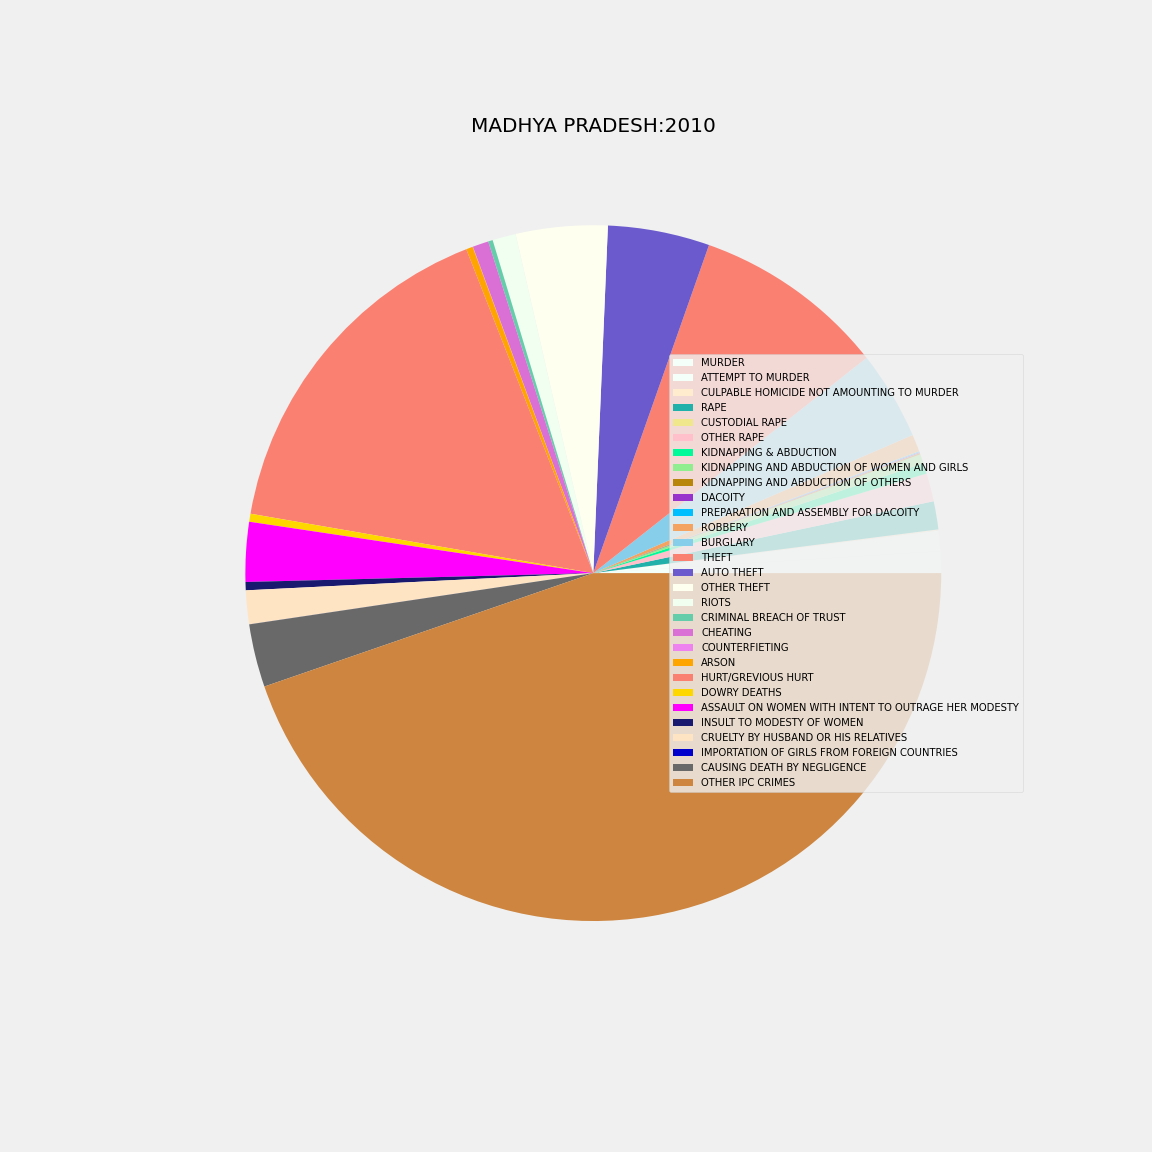 MADHYA PRADESH:2010
MURDER
ATTEMPT TO MURDER
CULPABLE HOMICIDE NOT AMOUNTING TO MURDER
RAPE
CUSTODIAL RAPE
OTHER RAPE
KIDNAPPING & ABDUCTION
KIDNAPPING AND ABDUCTION OF WOMEN AND GIRLS
KIDNAPPING AND ABDUCTION OF OTHERS
DACOITY
PREPARATION AND ASSEMBLY FOR DACOITY
ROBBERY
BURGLARY
THEFT
AUTO THEFT
OTHER THEFT
RIOTS
CRIMINAL BREACH OF TRUST
CHEATING
COUNTERFIETING
ARSON
HURT/GREVIOUS HURT
DOWRY DEATHS
ASSAULT ON WOMEN WITH INTENT TO OUTRAGE HER MODESTY
INSULT TO MODESTY OF WOMEN
CRUELTY BY HUSBAND OR HIS RELATIVES
IMPORTATION OF GIRLS FROM FOREIGN COUNTRIES
CAUSING DEATH BY NEGLIGENCE
OTHER IPC CRIMES